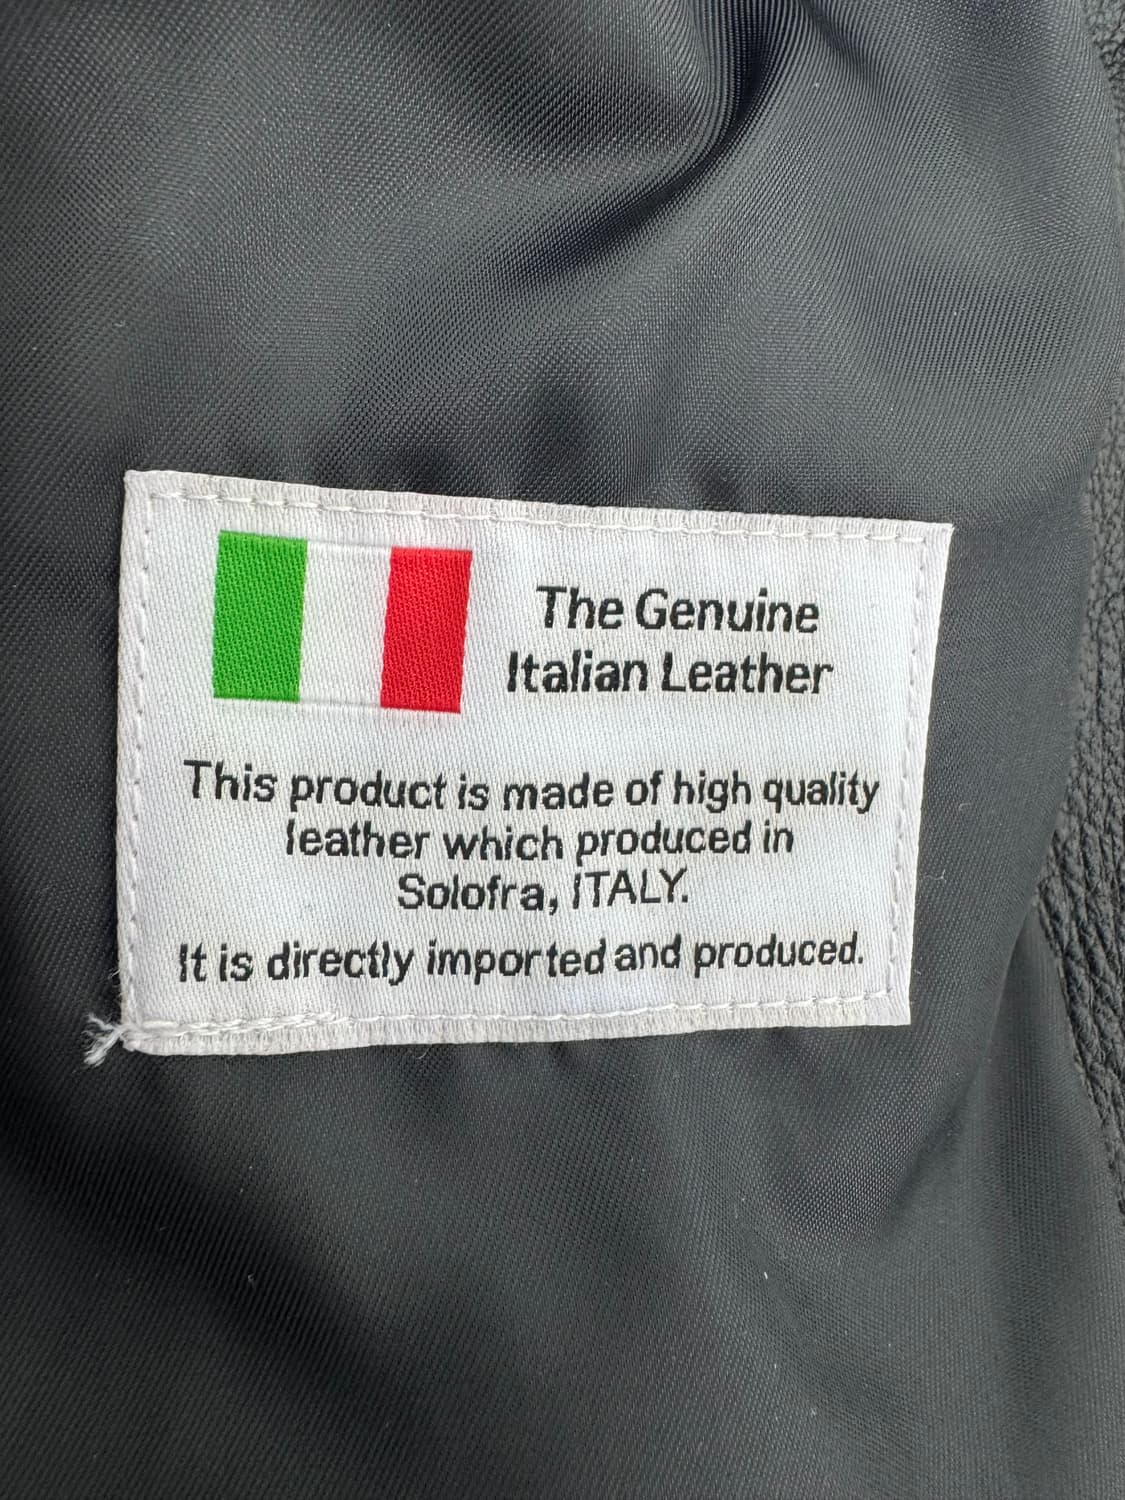 The Genuine
Italian Leather
This product is made of high quality
leather which produced in
Solofra, ITALY.
It is directly imported and produced.